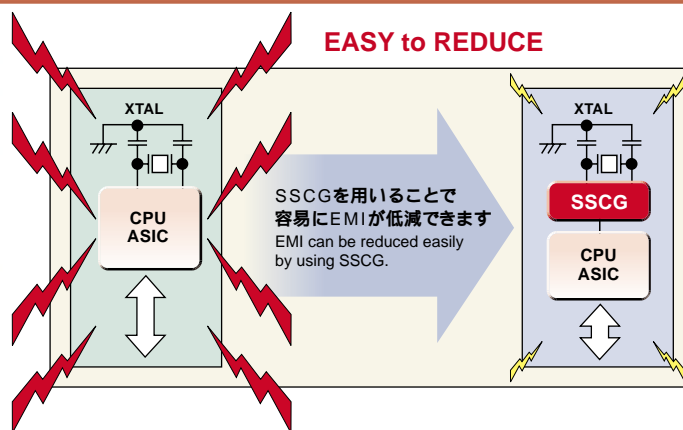 EASY to REDUCE
XTAL
CPU
ASIC
SSCGを用いることで
容易にEMIが低減できます
EMI can be reduced easily
by using SSCG.
XTAL
SSCG
CPU
ASIC